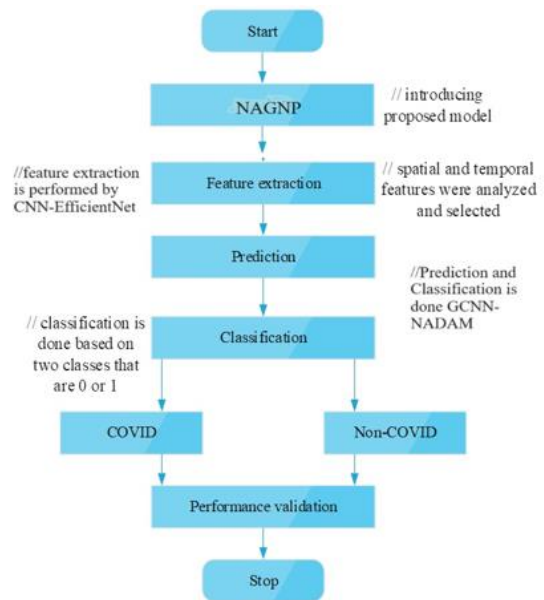 Start
NAGNP
// introducing
proposed model
//feature extraction
is performed by
CNN-EfficientNet
Feature extraction
// spatial and temporal
features were analyzed
and selected
Prediction
//Prediction and
Classification is
done GCNN-
NADAM
// classification is
done based on
two classes that
are 0 or 1
Classification
COVID
Non-COVID
Performance validation
Stop